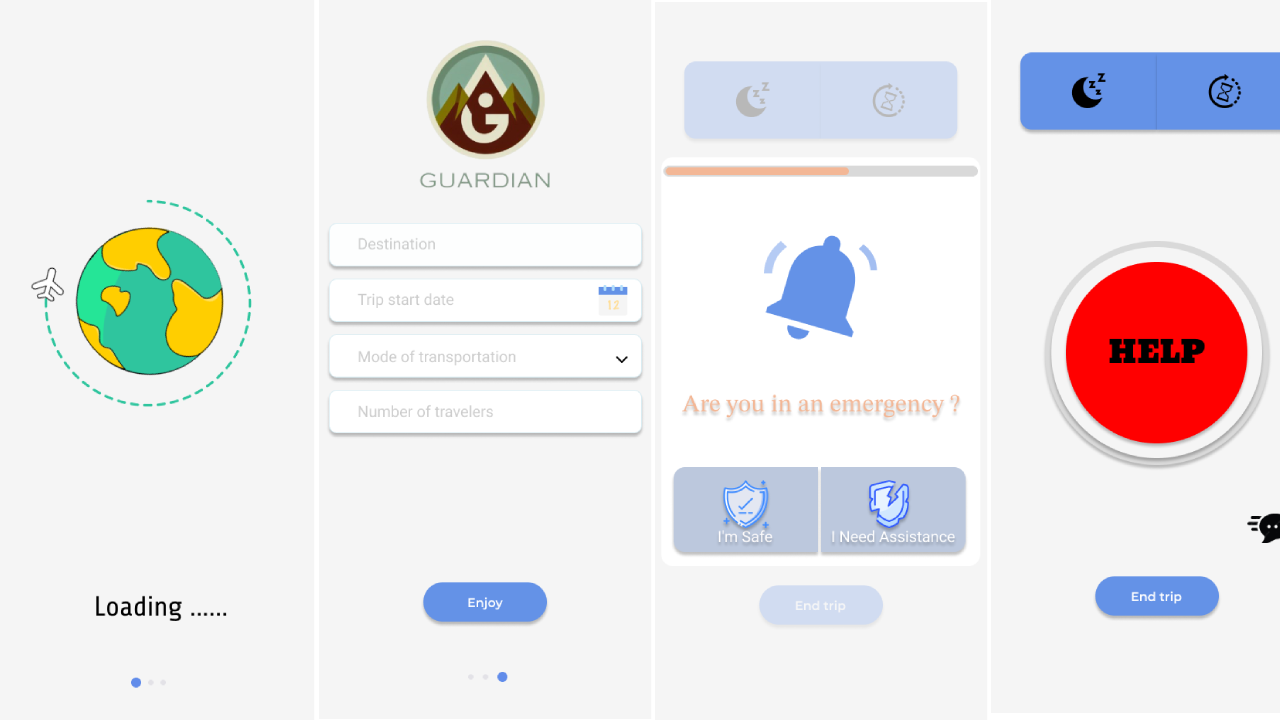 Loading ......
GUARDIAN
Destination
Trip start date
12
Mode of transportation
Number of travelers
Enjoy
z z z
Are you in an emergency ?
I'm Safe
I Need Assistance
End trip
z z z
HELP
End trip